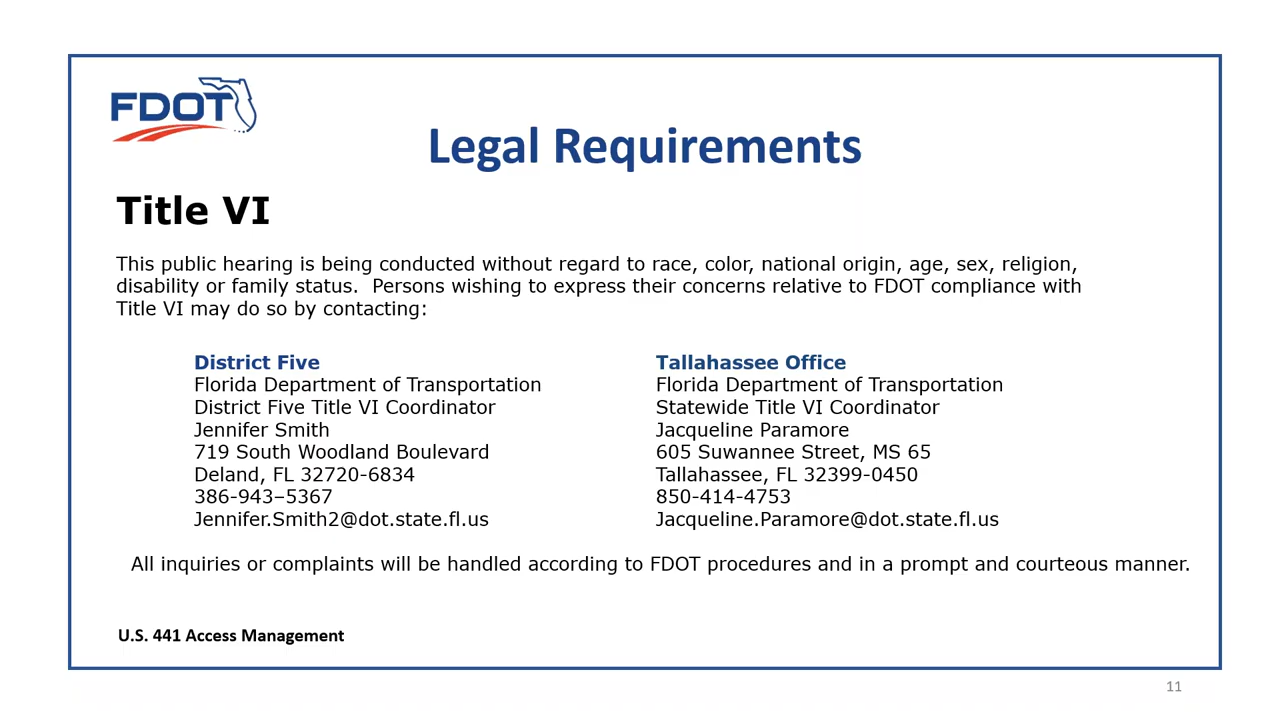 FDOT
Legal Requirements
Title VI
This public hearing is being conducted without regard to race, color, national origin, age, sex, religion,
disability or family status.  Persons wishing to express their concerns relative to FDOT compliance with
Title VI may do so by contacting:
District Five
Florida Department of Transportation
District Five Title VI Coordinator
Jennifer Smith
719 South Woodland Boulevard
Deland, FL 32720-6834
386-943–5367
Jennifer.Smith2@dot.state.fl.us
Tallahassee Office
Florida Department of Transportation
Statewide Title VI Coordinator
Jacqueline Paramore
605 Suwannee Street, MS 65
Tallahassee, FL 32399-0450
850-414-4753
Jacqueline.Paramore@dot.state.fl.us
All inquiries or complaints will be handled according to FDOT procedures and in a prompt and courteous manner.
U.S. 441 Access Management
11